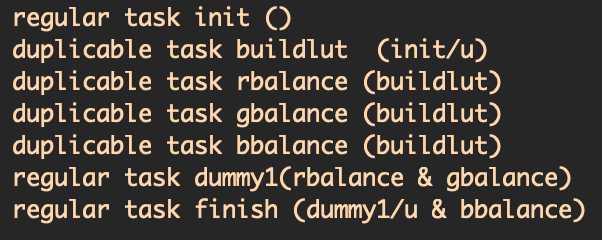 regular task init ()
duplicable task buildlut  (init/u)
duplicable task rbalance (buildlut)
duplicable task gbalance (buildlut)
duplicable task bbalance (buildlut)
regular task dummy1(rbalance & gbalance)
regular task finish (dummy1/u & bbalance)